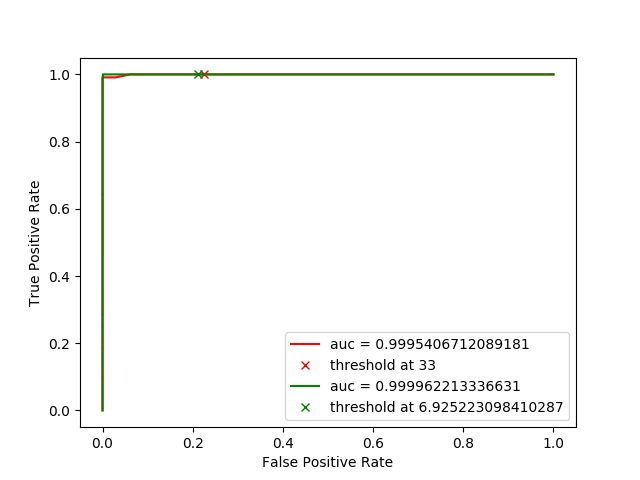 1.0
0.8
0.6
0.4
0.2
0.0
True Positive Rate
auc = 0.9995406712089181
threshold at 33
auc = 0.999962213336631
threshold at 6.925223098410287
0.0 0.2 0.4 0.6 0.8 1.0
False Positive Rate